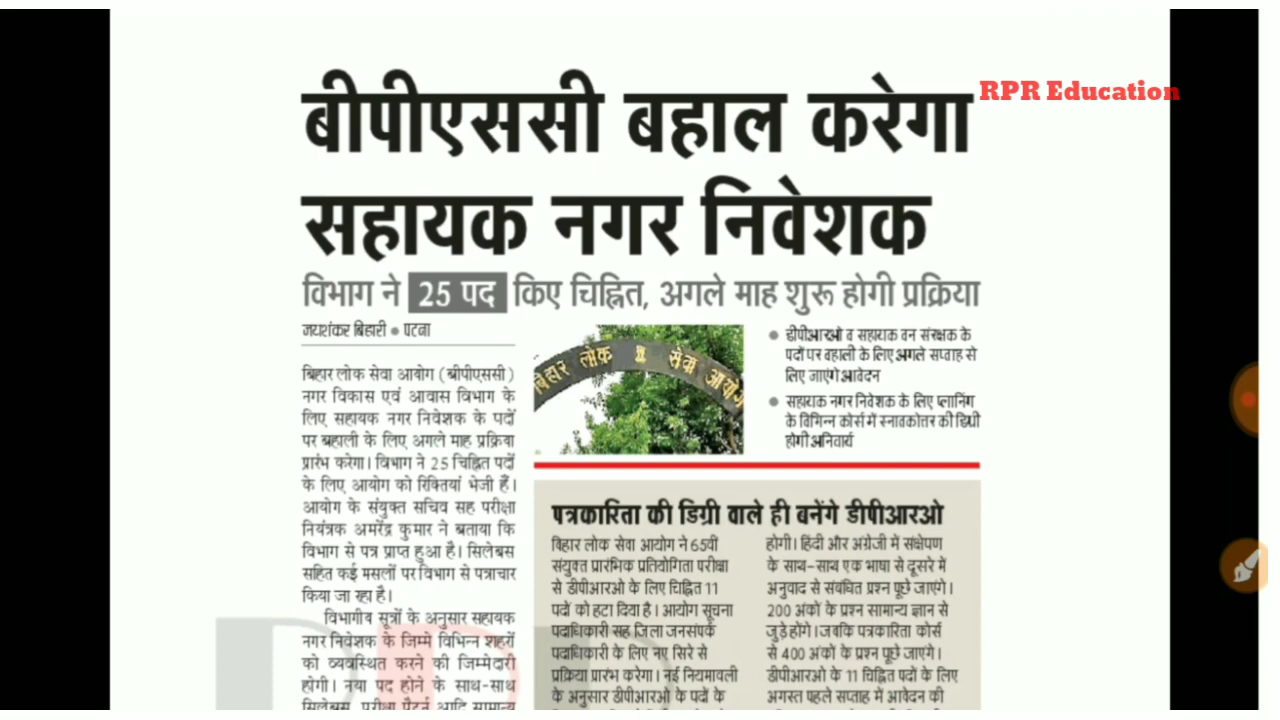 RPR Education
बीपीएससी बहाल करेगा
सहायक नगर निवेशक
विभाग ने 25 पद किए चिह्नित, अगले माह शुरू होगी प्रक्रिया
जयशंकर बिहारी ● पटना
बिहार लोक सेवा आयोग (बीपीएससी)
नगर विकास एवं आवास विभाग के
लिए सहायक नगर निवेशक के पदों
पर बहाली के लिए अगले माह प्रक्रिया
प्रारंभ करेगा। विभाग ने 25 चिह्नित पदों
के लिए आयोग को रिक्तियां भेजी हैं।
आयोग के संयुक्त सचिव सह परीक्षा
नियंत्रक अमरेंद्र कुमार ने बताया कि
विभाग से पत्र प्राप्त हुआ है। सिलेबस
सहित कई मसलों पर विभाग से पत्राचार
किया जा रहा है।
विभागीय सूत्रों के अनुसार सहायक
नगर निवेशक के जिम्मे विभिन्न शहरों
को व्यवस्थित करने की जिम्मेदारी
होगी। नया पद होने के साथ-साथ
सिलेबस, परीक्षा पैटर्न आदि सामान्य
बिहार लोक सेवा आयोग
● डीपीआरओ व सहायक वन संरक्षक के
पदों पर बहाली के लिए अगले सप्ताह से
लिए जाएंगे आवेदन
● सहायक नगर निवेशक के लिए प्लानिंग
के विभिन्न कोर्स में स्नातकोत्तर की डिग्री
होगी अनिवार्य
पत्रकारिता की डिग्री वाले ही बनेंगे डीपीआरओ
बिहार लोक सेवा आयोग ने 65वीं
संयुक्त प्रारंभिक प्रतियोगिता परीक्षा
से डीपीआरओ के लिए चिह्नित 11
पदों को हटा दिया है। आयोग सूचना
पदाधिकारी सह जिला जनसंपर्क
पदाधिकारी के लिए नए सिरे से
प्रक्रिया प्रारंभ करेगा। नई नियमावली
के अनुसार डीपीआरओ के पदों के
होगी। हिंदी और अंग्रेजी में संक्षेपण
के साथ-साथ एक भाषा से दूसरे में
अनुवाद से संबंधित प्रश्न पूछे जाएंगे।
200 अंकों के प्रश्न सामान्य ज्ञान से
जुड़े होंगे। जबकि पत्रकारिता कोर्स
से 400 अंकों के प्रश्न पूछे जाएंगे।
डीपीआरओ के 11 चिह्नित पदों के लिए
अगस्त पहले सप्ताह में आवेदन की